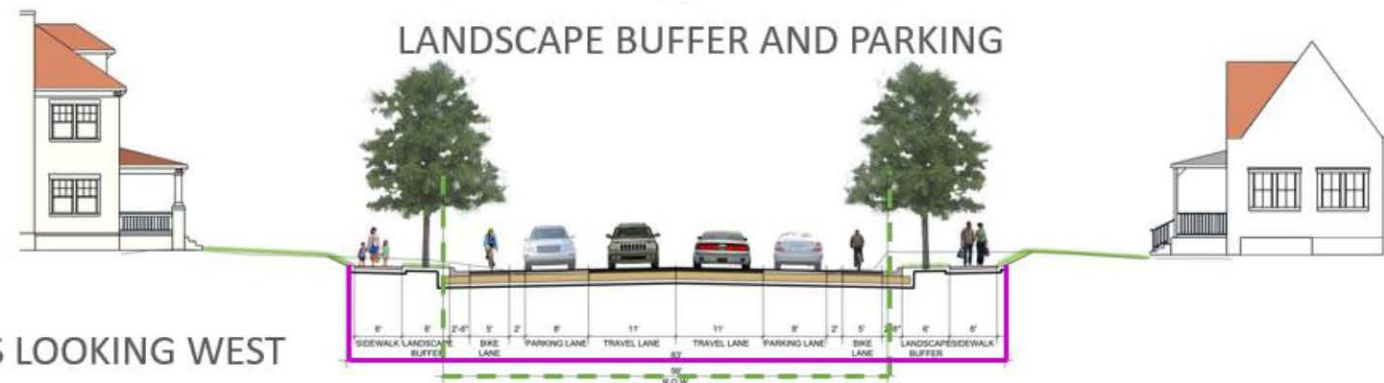 LANDSCAPE BUFFER AND PARKING
6' 6' 2'-6" 5' 2' 8' 11' 11' 8' 2' 5' 2'-6" 6' 6'
SIDEWALK LANDSCAPE BUFFER BIKE LANE PARKING LANE TRAVEL LANE TRAVEL LANE PARKING LANE BIKE LANE LANDSCAPE BUFFER SIDEWALK
S LOOKING WEST
83'
56'
R.O.W.